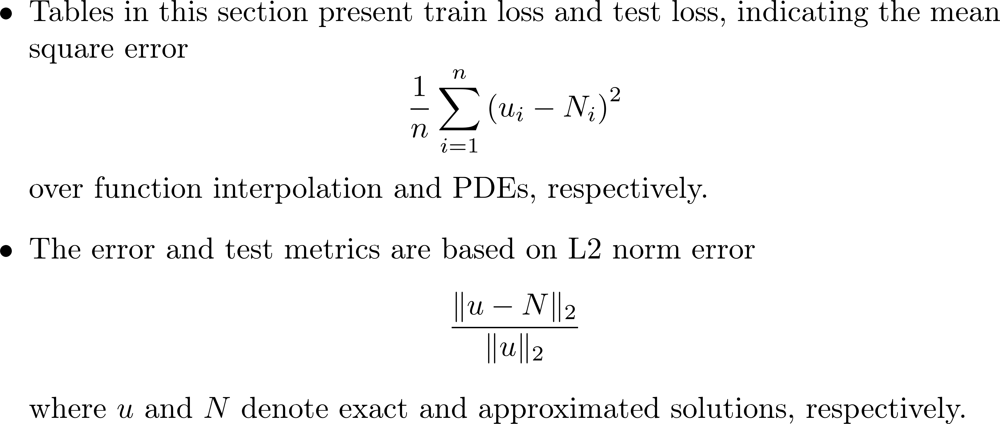 • Tables in this section present train loss and test loss, indicating the mean
square error
\frac{1}{n} \sum_{i=1}^{n} (u_i - N_i)^2
over function interpolation and PDEs, respectively.
• The error and test metrics are based on L2 norm error
\frac{\|u - N\|_2}{\|u\|_2}
where u and N denote exact and approximated solutions, respectively.